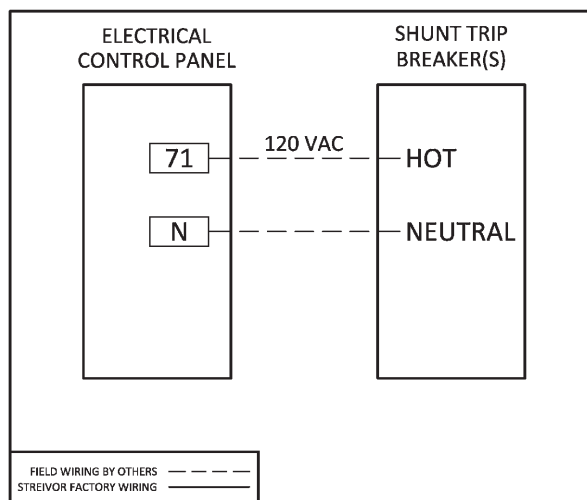 ELECTRICAL
CONTROL PANEL
SHUNT TRIP
BREAKER(S)
71
120 VAC
HOT
N
NEUTRAL
FIELD WIRING BY OTHERS
STREIVOR FACTORY WIRING